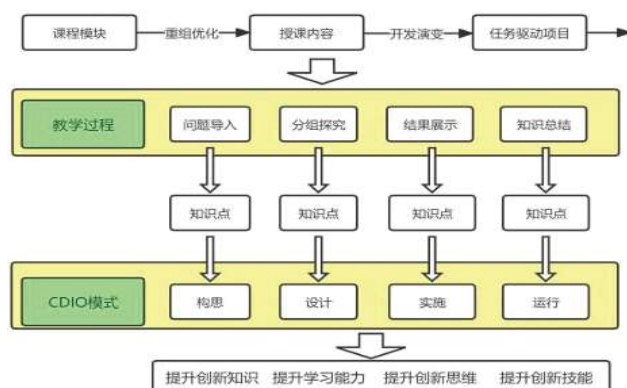 课程模块 重组优化 授课内容 开发演变 任务驱动项目
教学过程 问题导入 分组探究 结果展示 知识总结
知识点 知识点 知识点 知识点
CDIO模式 构思 设计 实施 运行
提升创新知识 提升学习能力 提升创新思维 提升创新技能